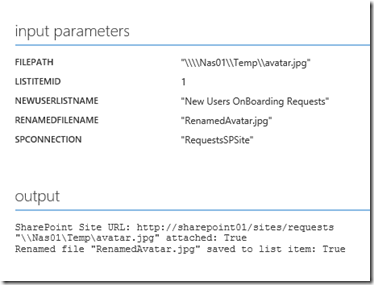 input parameters
FILEPATH "\\\\Nas01\\Temp\\avatar.jpg"
LISTITEMID 1
NEWUSERLISTNAME "New Users OnBoarding Requests"
RENAMEDFILENAME "RenamedAvatar.jpg"
SPCONNECTION "RequestsSPSite"
output
SharePoint Site URL: http://sharepoint01/sites/requests
"\\Nas01\Temp\avatar.jpg" attached: True
Renamed file "RenamedAvatar.jpg" saved to list item: True